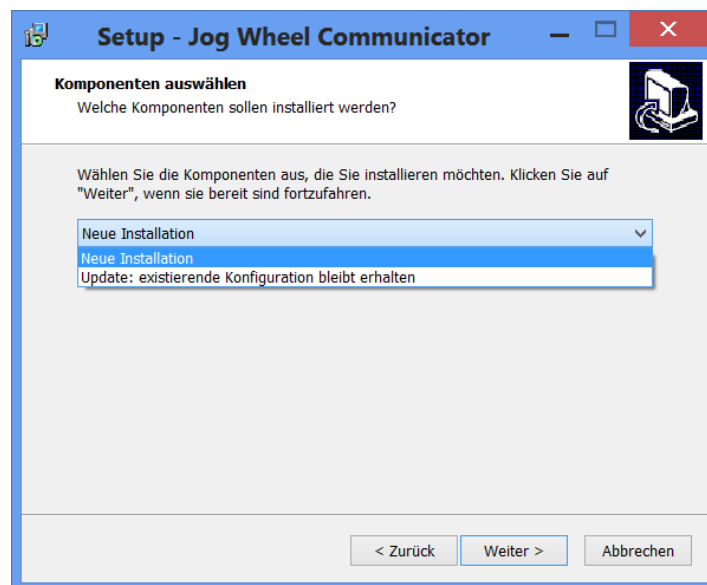 Setup - Jog Wheel Communicator
Komponenten auswählen
Welche Komponenten sollen installiert werden?
Wählen Sie die Komponenten aus, die Sie installieren möchten. Klicken Sie auf
"Weiter", wenn sie bereit sind fortzufahren.
Neue Installation
Neue Installation
Update: existierende Konfiguration bleibt erhalten
< Zurück
Weiter >
Abbrechen